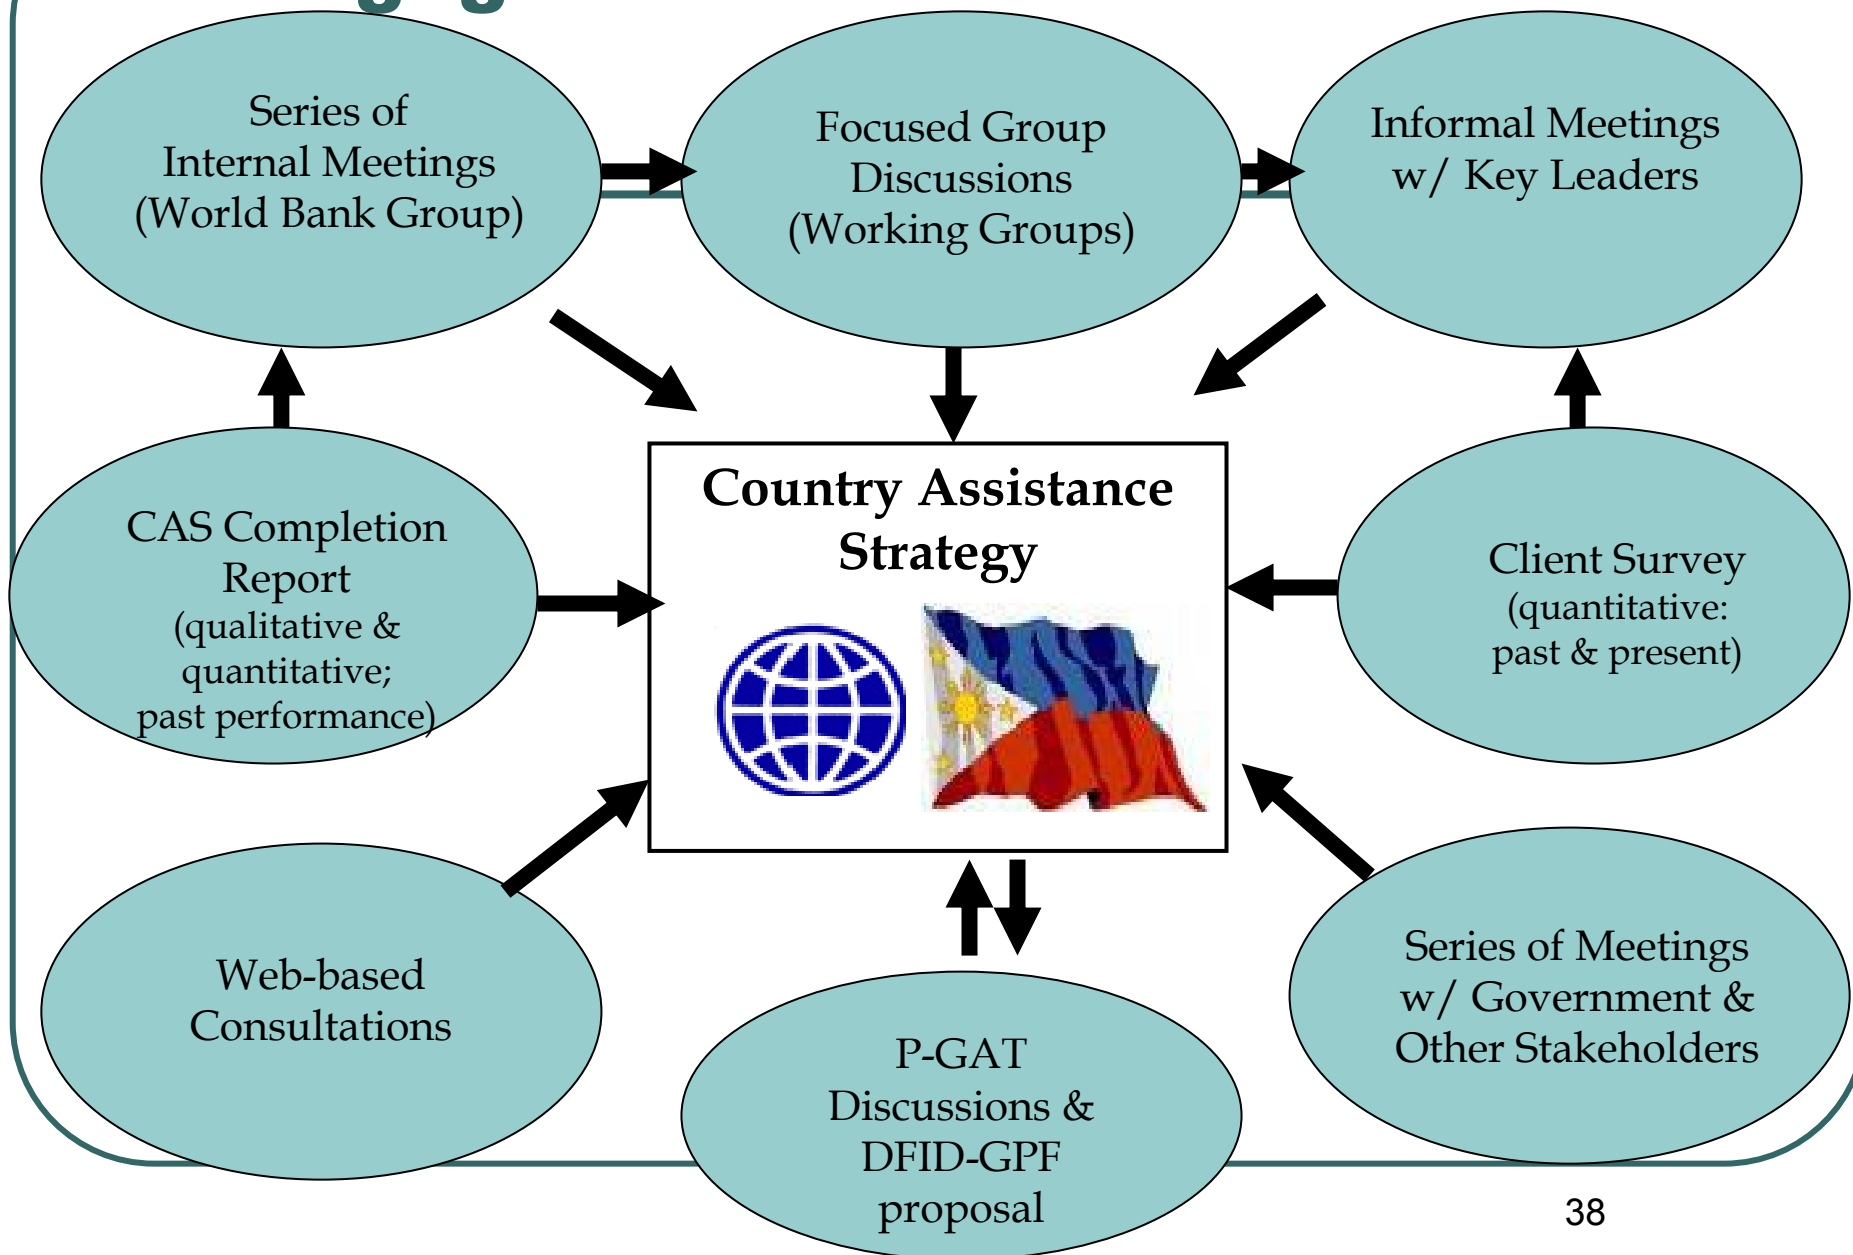 Series of
Internal Meetings
(World Bank Group)
Focused Group
Discussions
(Working Groups)
Informal Meetings
w/ Key Leaders
CAS Completion
Report
(qualitative &
quantitative;
past performance)
Country Assistance
Strategy
Client Survey
(quantitative:
past & present)
Web-based
Consultations
P-GAT
Discussions &
DFID-GPF
proposal
Series of Meetings
w/ Government &
Other Stakeholders
38